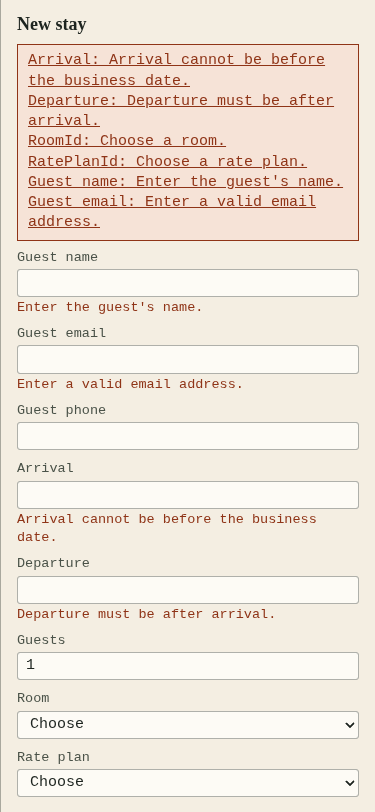 New stay
Arrival: Arrival cannot be before
the business date.
Departure: Departure must be after
arrival.
RoomId: Choose a room.
RatePlanId: Choose a rate plan.
Guest name: Enter the guest's name.
Guest email: Enter a valid email
address.
Guest name
Enter the guest's name.
Guest email
Enter a valid email address.
Guest phone
Arrival
Arrival cannot be before the business
date.
Departure
Departure must be after arrival.
Guests
1
Room
Choose
Rate plan
Choose